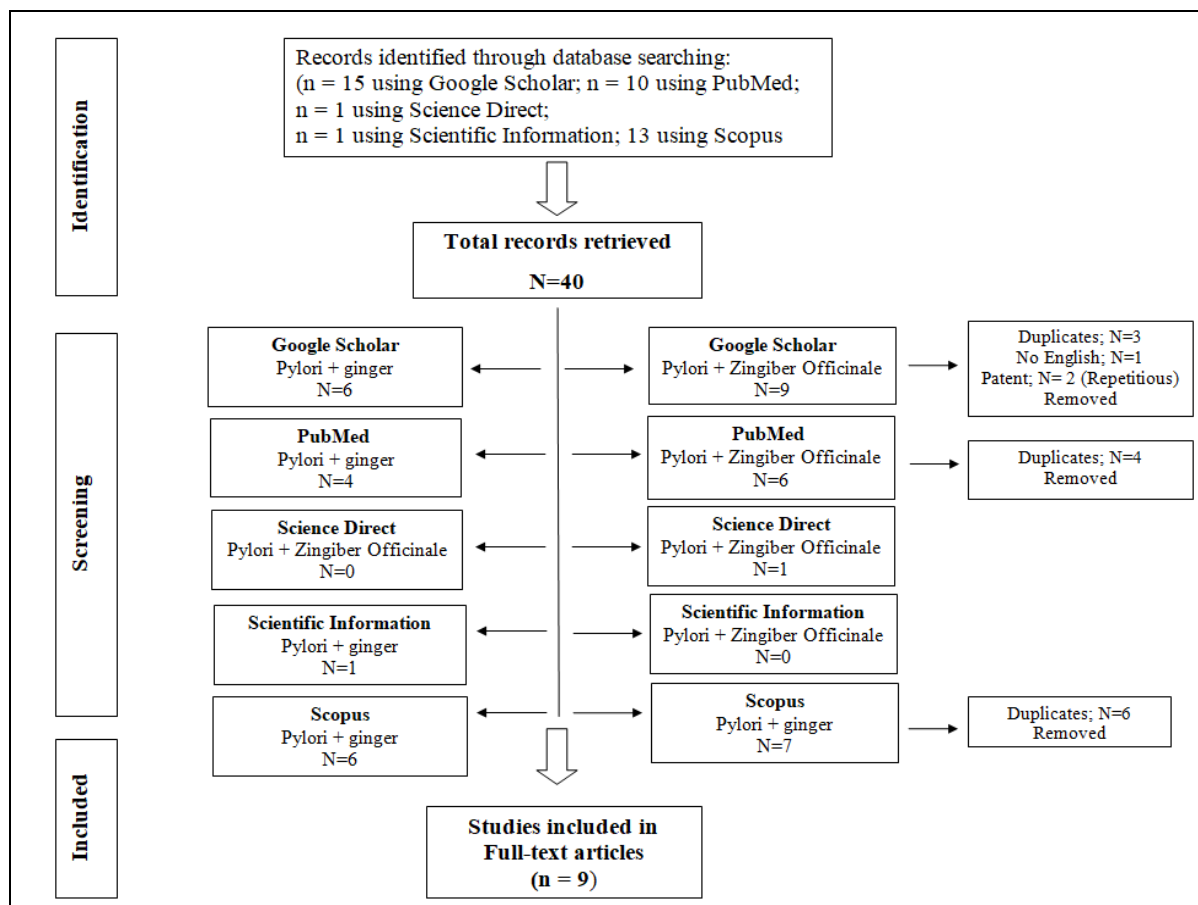 Identification
Records identified through database searching:
(n = 15 using Google Scholar; n = 10 using PubMed;
n = 1 using Science Direct;
n = 1 using Scientific Information; 13 using Scopus
Total records retrieved
N=40
Screening
Google Scholar
Pylori + ginger
N=6
Google Scholar
Pylori + Zingiber Officinale
N=9
Duplicates; N=3
No English; N=1
Patent; N= 2 (Repetitious)
Removed
PubMed
Pylori + ginger
N=4
PubMed
Pylori + Zingiber Officinale
N=6
Duplicates; N=4
Removed
Science Direct
Pylori + Zingiber Officinale
N=0
Science Direct
Pylori + Zingiber Officinale
N=1
Scientific Information
Pylori + ginger
N=1
Scientific Information
Pylori + Zingiber Officinale
N=0
Scopus
Pylori + ginger
N=6
Scopus
Pylori + ginger
N=7
Duplicates; N=6
Removed
Included
Studies included in
Full-text articles
(n = 9)